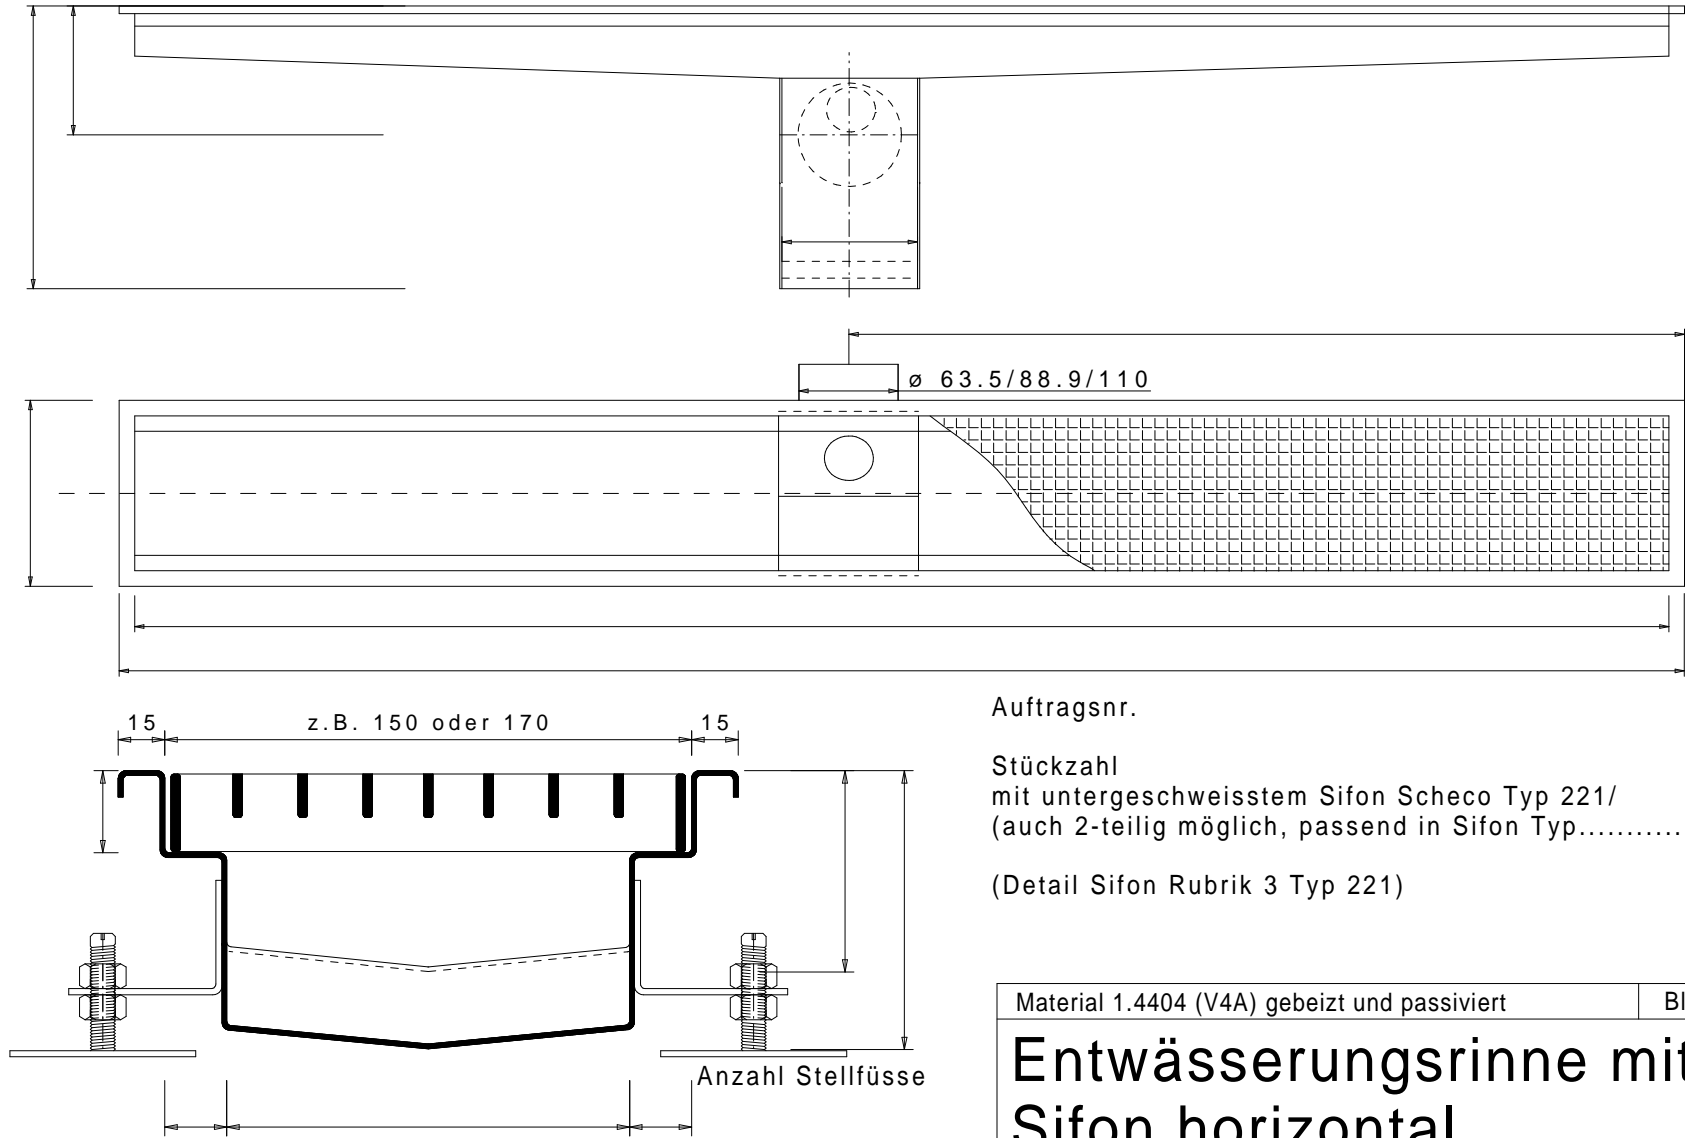 ø 63.5/88.9/110
15
z.B. 150 oder 170
15
Auftragsnr.
Stückzahl
mit untergeschweisstem Sifon Scheco Typ 221/
(auch 2-teilig möglich, passend in Sifon Typ...........
(Detail Sifon Rubrik 3 Typ 221)
Anzahl Stellfüsse
Material 1.4404 (V4A) gebeizt und passiviert
Entwässerungsrinne mit
Sifon horizontal